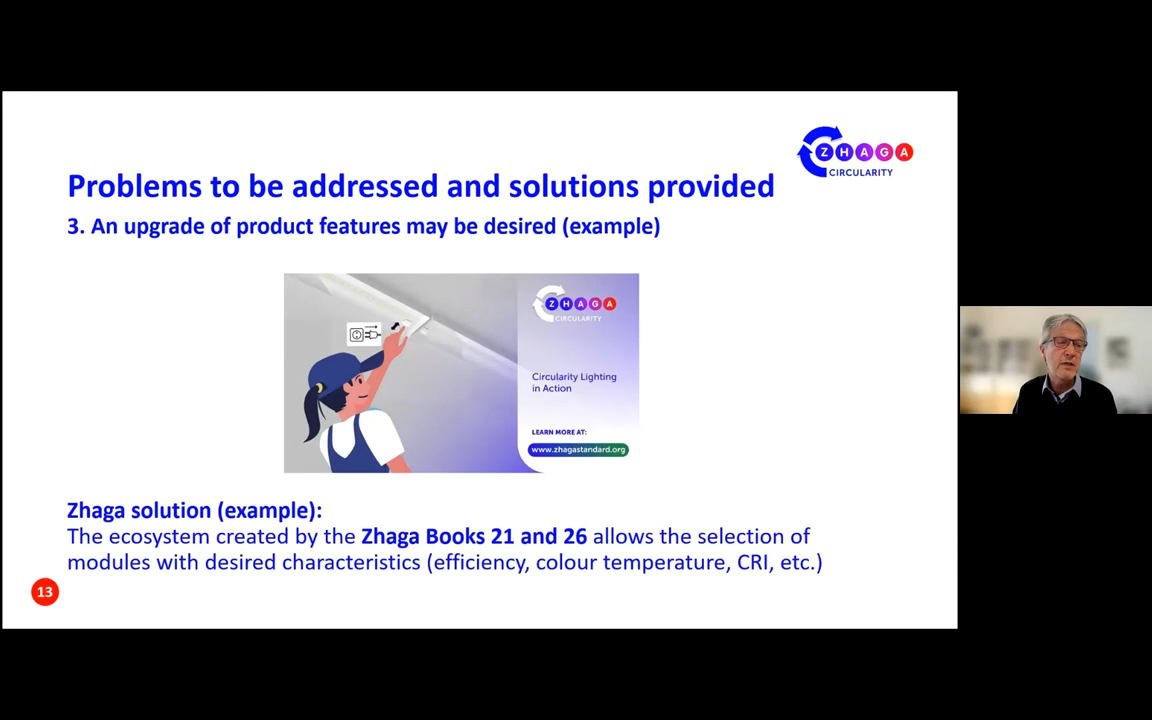 ZHAGA
CIRCULARITY
Problems to be addressed and solutions provided
3. An upgrade of product features may be desired (example)
ZHAGA
CIRCULARITY
Circularity Lighting
in Action
LEARN MORE AT:
www.zhagastandard.org
Zhaga solution (example):
The ecosystem created by the Zhaga Books 21 and 26 allows the selection of
modules with desired characteristics (efficiency, colour temperature, CRI, etc.)
13